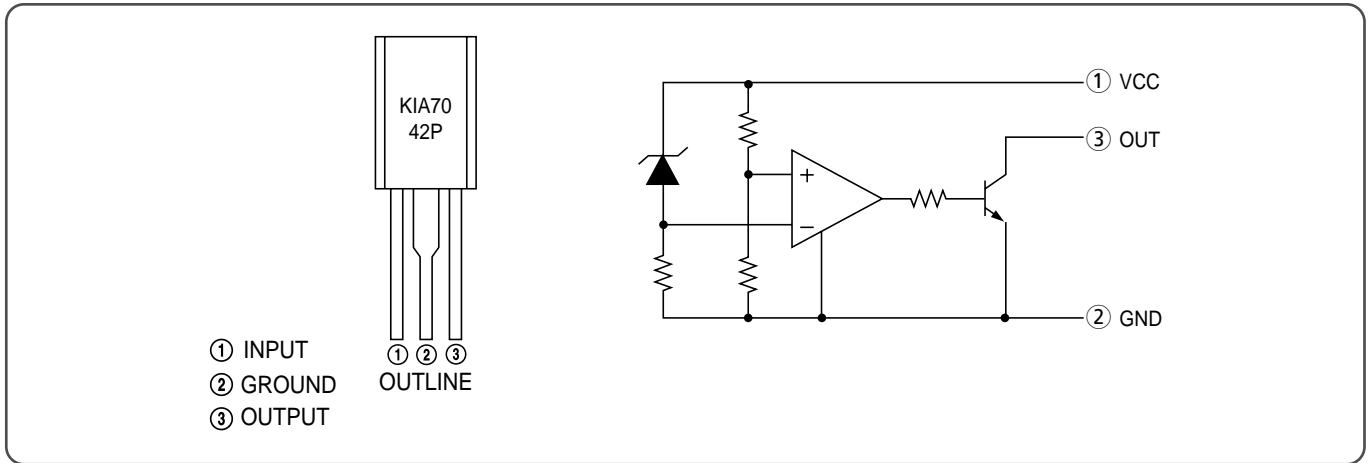 KIA70
42P
① ② ③
OUTLINE
① INPUT
② GROUND
③ OUTPUT
① VCC
③ OUT
+
−
② GND